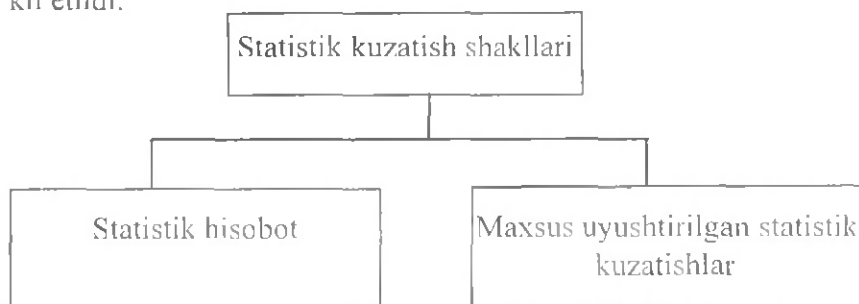 Statistik kuzatish shakllari
Statistik hisobot
Maxsus uyushtirilgan statistik
kuzatishlar